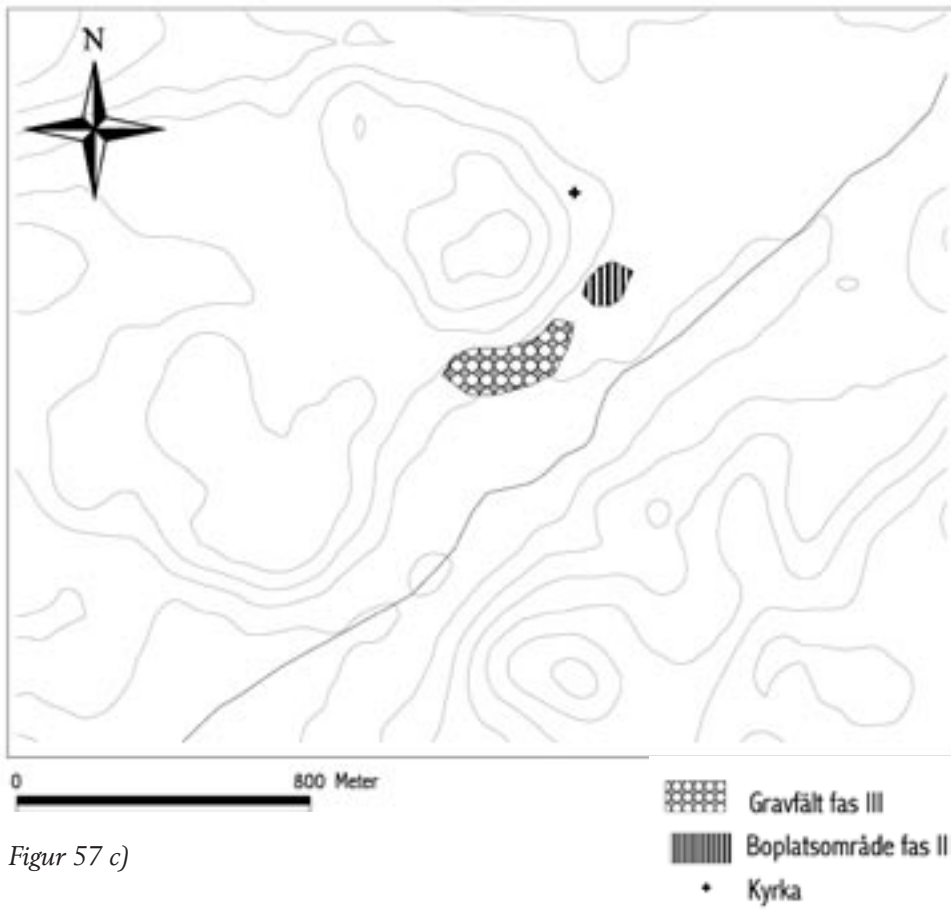 N
0 800 Meter
Gravfält fas III
Boplatsområde fas II
Kyrka
Figur 57 c)